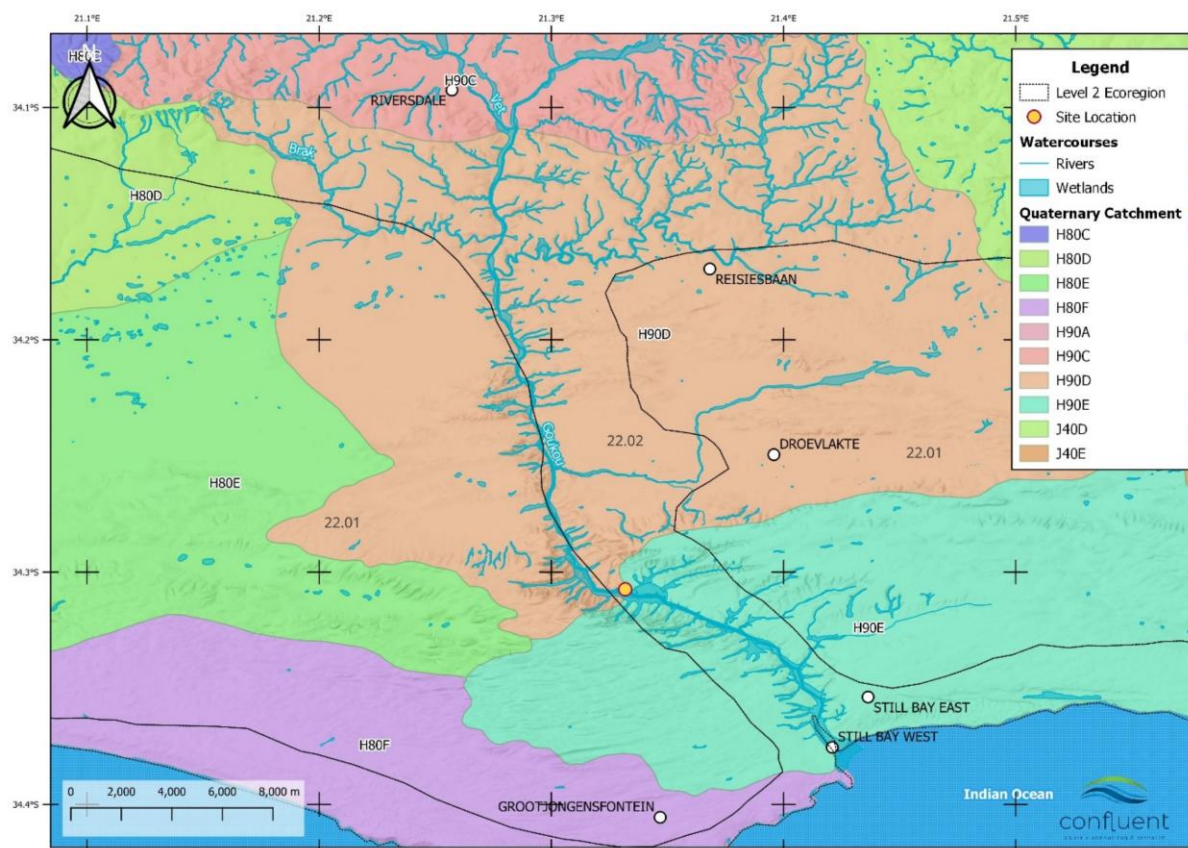 21.1°E
21.2°E
21.3°E
21.4°E
21.5°E
34.1°S
34.2°S
34.3°S
34.4°S
H80C
N
H90C
RIVERSDALE
Vet
Brak
H80D
REISIESBAAN
H90D
Goukou
22.02
DROEVLAKTE
22.01
H80E
22.01
H90E
STILL BAY EAST
STILL BAY WEST
H80F
GROOTJONGENSFONTEIN
Indian Ocean
0 2,000 4,000 6,000 8,000 m
Legend
Level 2 Ecoregion
Site Location
Watercourses
Rivers
Wetlands
Quaternary Catchment
H80C
H80D
H80E
H80F
H90A
H90C
H90D
H90E
J40D
J40E
confluent